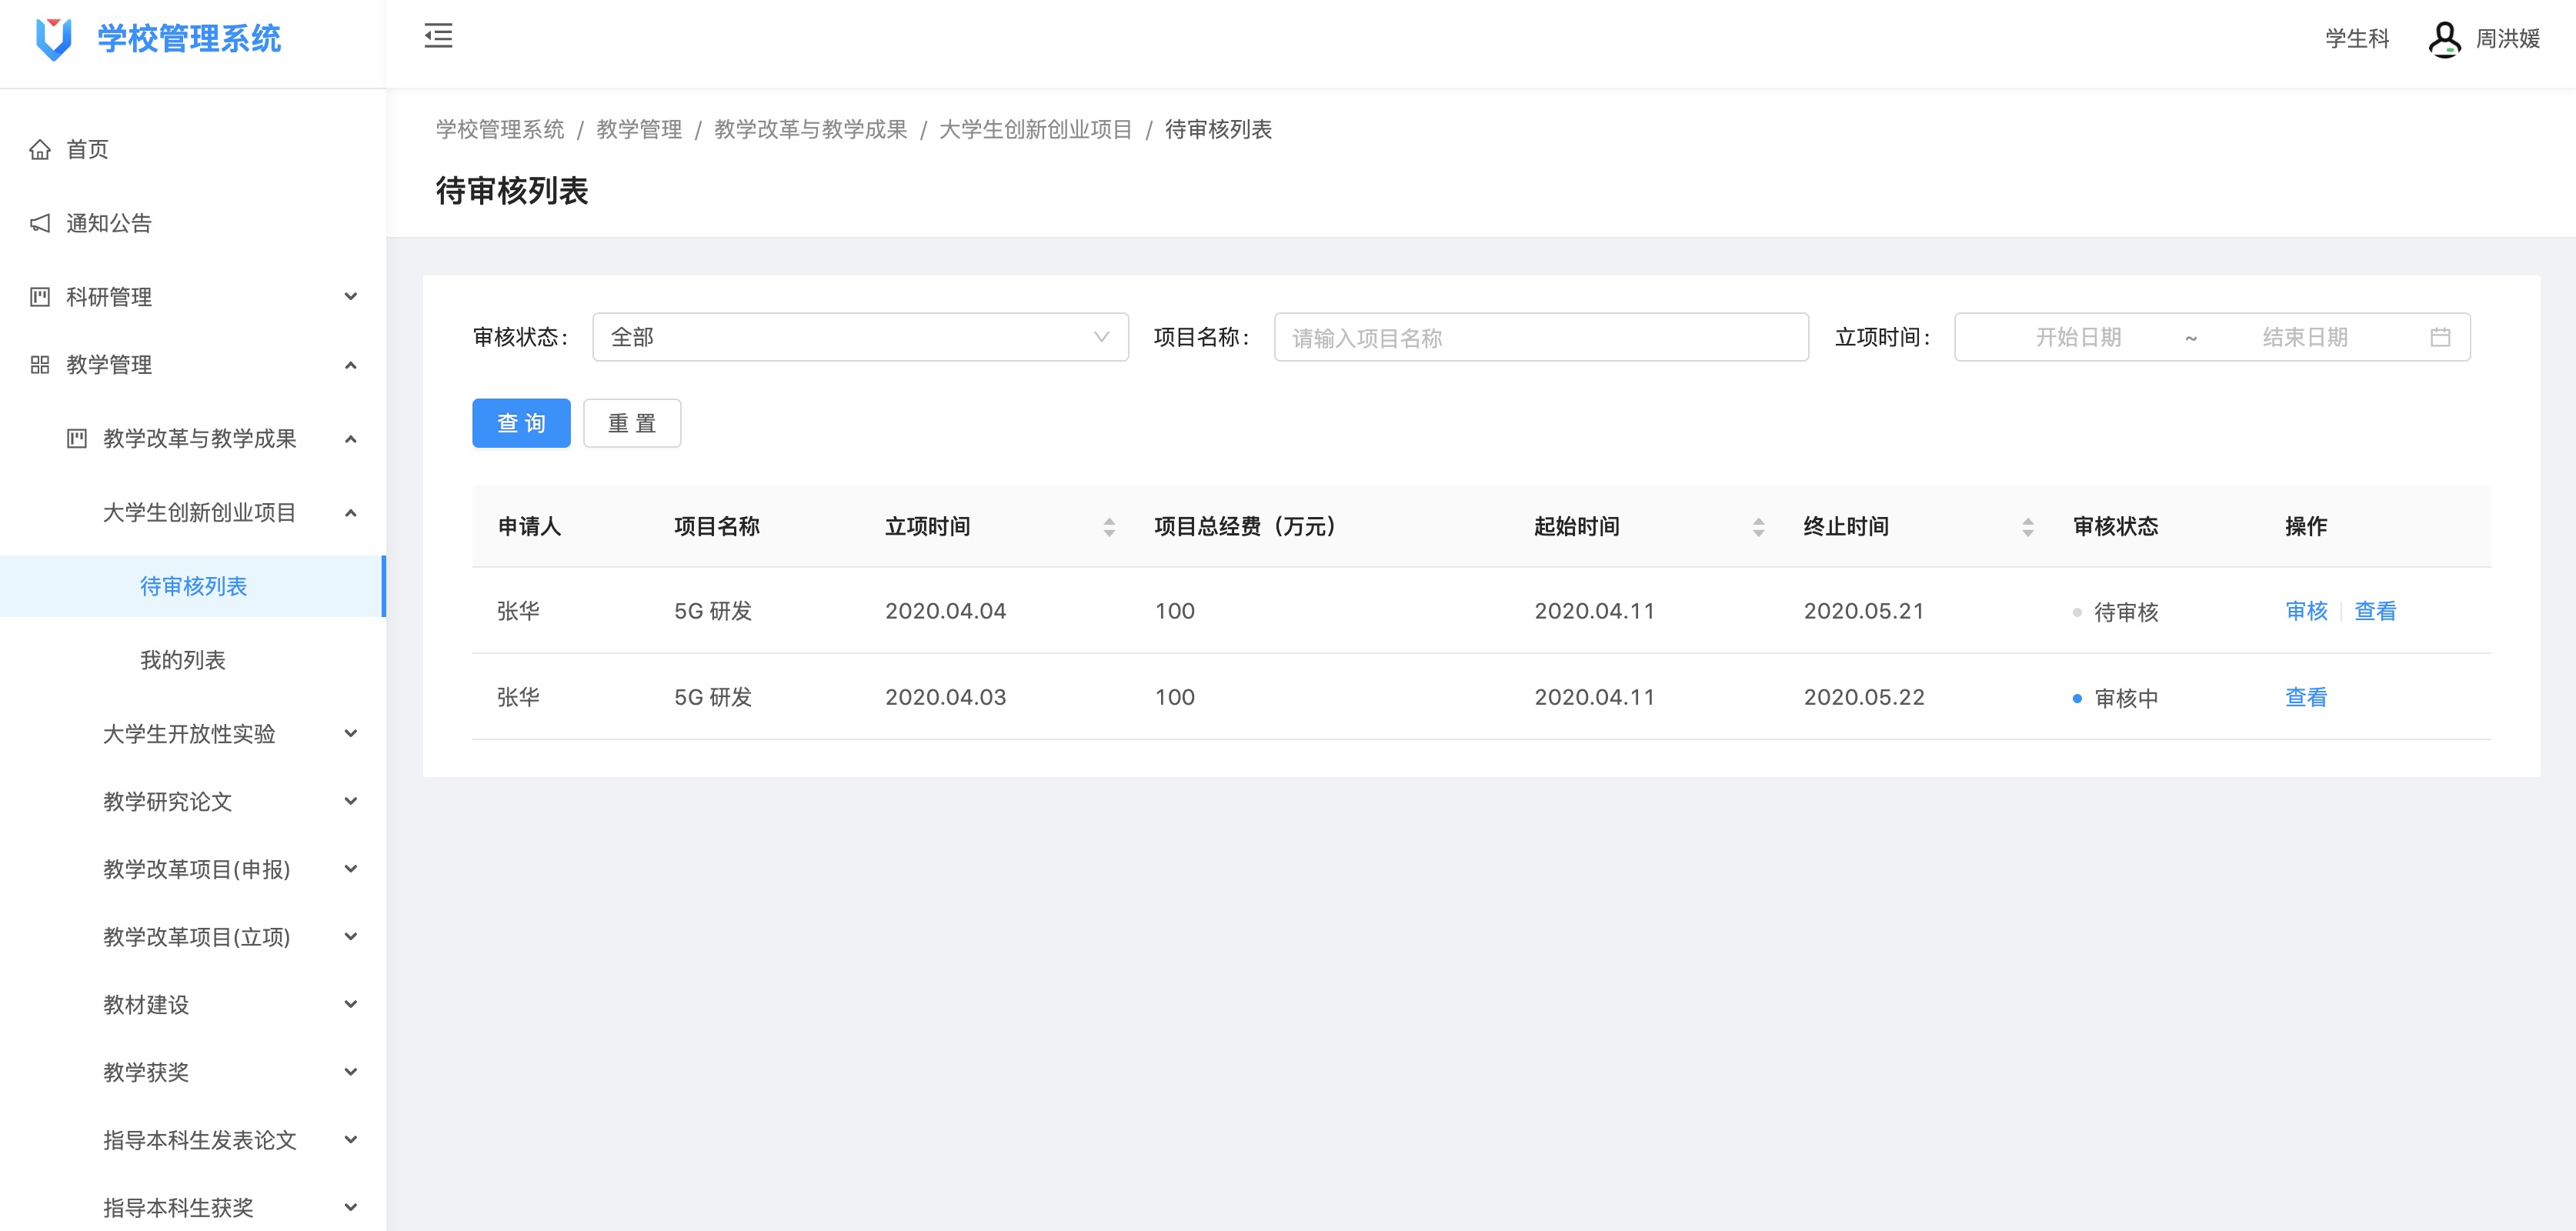 学校管理系统
学生科 周洪媛
首页
通知公告
科研管理
教学管理
教学改革与教学成果
大学生创新创业项目
待审核列表
我的列表
大学生开放性实验
教学研究论文
教学改革项目(申报)
教学改革项目(立项)
教材建设
教学获奖
指导本科生发表论文
指导本科生获奖
学校管理系统 / 教学管理 / 教学改革与教学成果 / 大学生创新创业项目 / 待审核列表
待审核列表
审核状态: 全部 项目名称: 请输入项目名称 立项时间: 开始日期 ~ 结束日期
查 询 重 置
申请人 项目名称 立项时间 项目总经费（万元） 起始时间 终止时间 审核状态 操作
张华 5G 研发 2020.04.04 100 2020.04.11 2020.05.21 待审核 审核 查看
张华 5G 研发 2020.04.03 100 2020.04.11 2020.05.22 审核中 查看